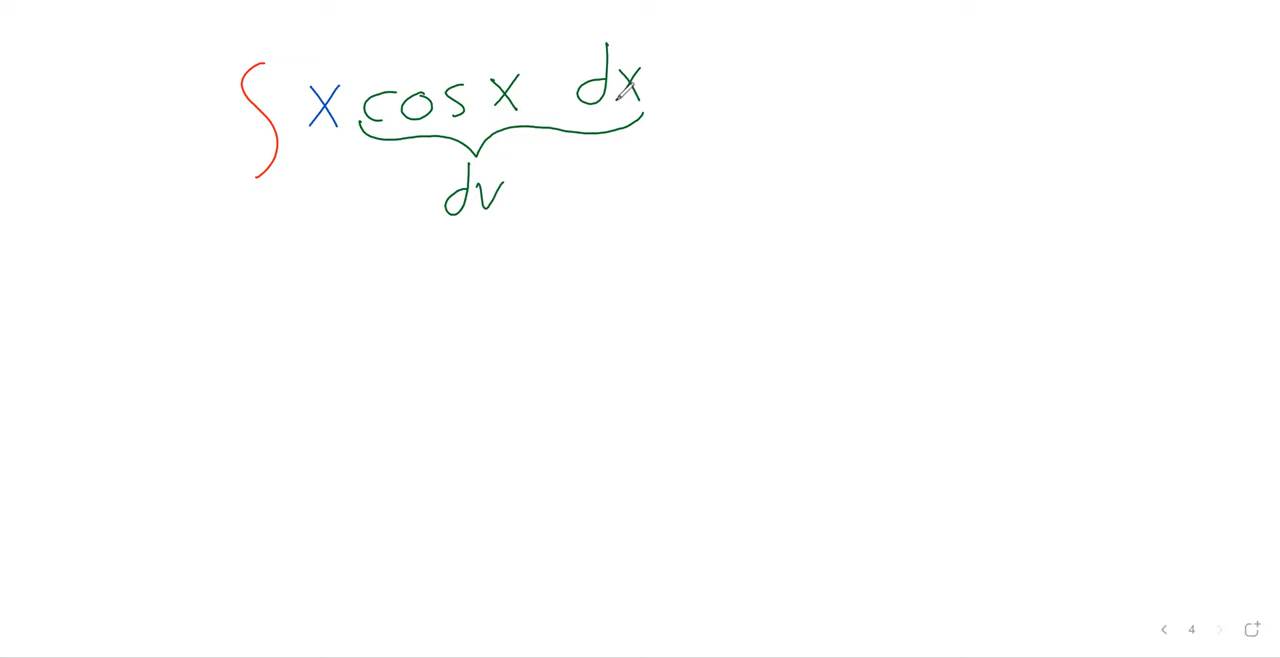 ∫ x cos x dx
dv
4